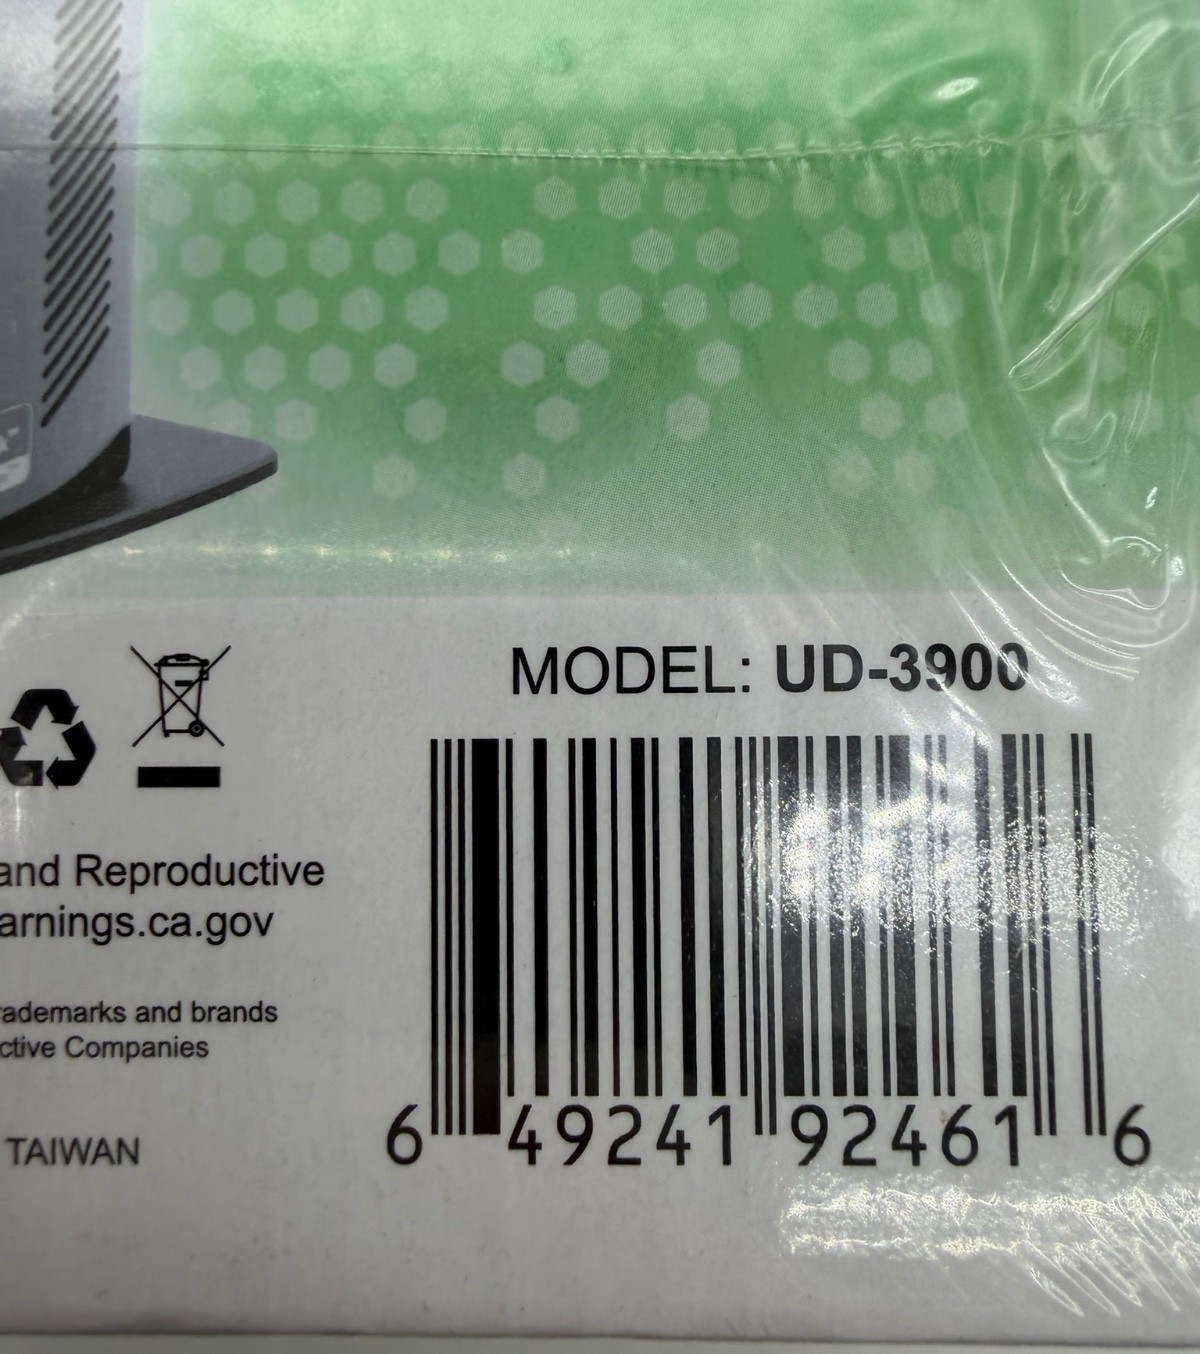 MODEL: UD-3900
and Reproductive
arnings.ca.gov
rademarks and brands
ctive Companies
TAIWAN
6 49241 92461 6